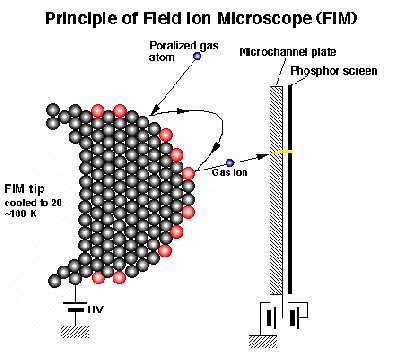 Principle of Field Ion Microscope (FIM)
Poralized gas
atom
Microchannel plate
Phosphor screen
Gas ion
FIM tip
cooled to 20
~100 K
HV